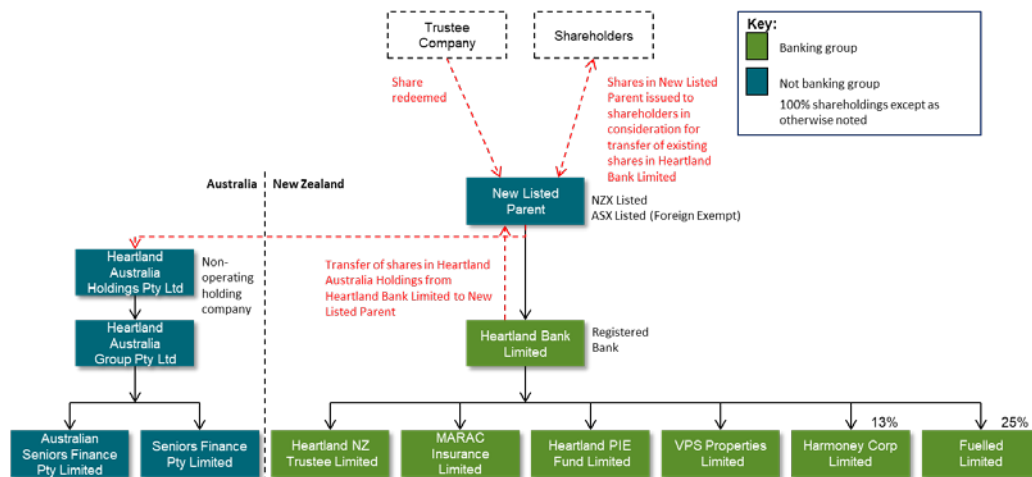 Trustee
Company
Shareholders
Key:
Banking group
Not banking group
100% shareholdings except as
otherwise noted
Share
redeemed
Shares in New Listed
Parent issued to
shareholders in
consideration for
transfer of existing
shares in Heartland
Bank Limited
Australia
New Zealand
New Listed
Parent
NZX Listed
ASX Listed (Foreign Exempt)
Heartland
Australia
Holdings Pty Ltd
Non-
operating
holding
company
Transfer of shares in Heartland
Australia Holdings from
Heartland Bank Limited to New
Listed Parent
Heartland
Australia
Group Pty Ltd
Heartland Bank
Limited
Registered
Bank
13%
25%
Australian
Seniors Finance
Pty Limited
Seniors Finance
Pty Limited
Heartland NZ
Trustee Limited
MARAC
Insurance
Limited
Heartland PIE
Fund Limited
VPS Properties
Limited
Harmoney Corp
Limited
Fuelled
Limited